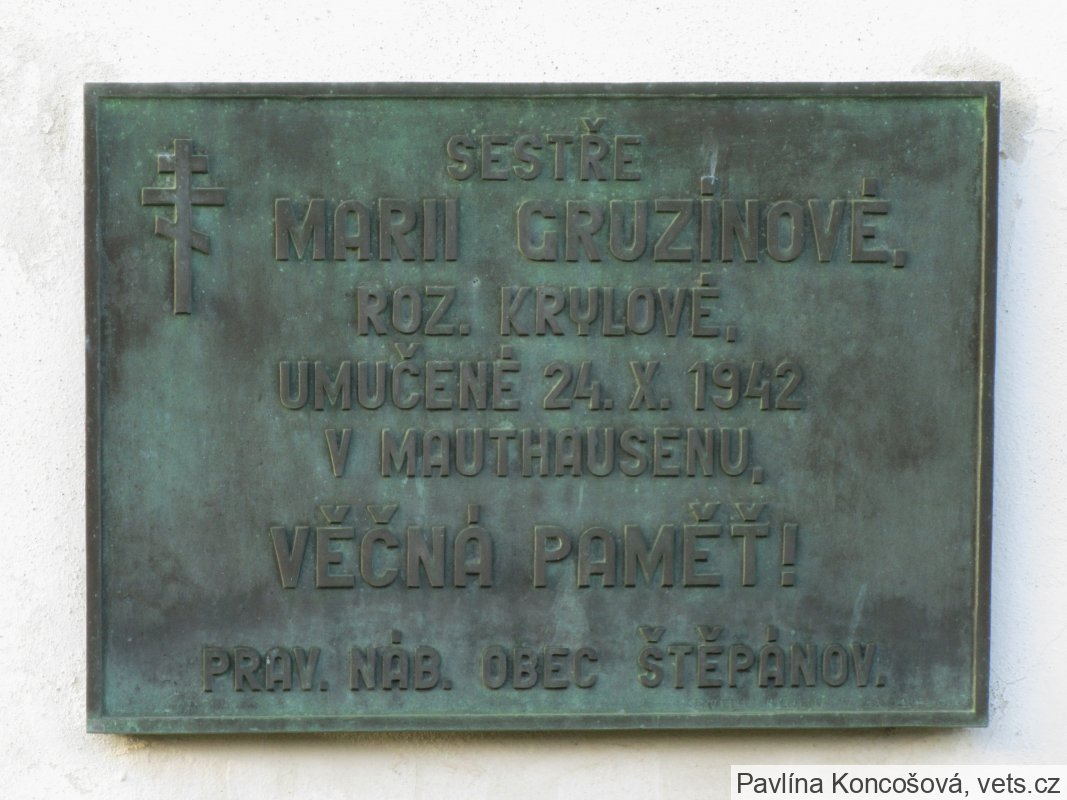 SESTŘE
MARII GRUZÍNOVÉ,
ROZ. KRYLOVÉ,
UMUČENÉ 24. X. 1942
V MAUTHAUSENU,
VĚČNÁ PAMĚŤ!
PRAV. NÁB. OBEC ŠTĚPÁNOV.
Pavlína Koncošová, vets.cz